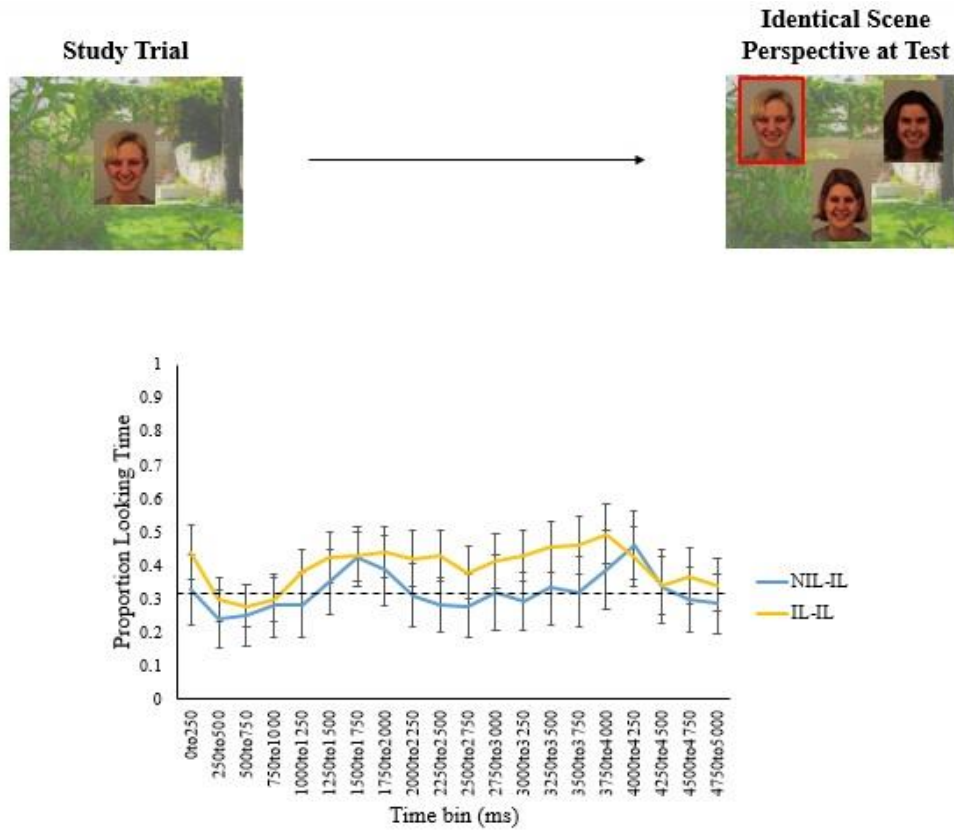 Study Trial
Identical Scene
Perspective at Test
Proportion Looking Time
1
0.9
0.8
0.7
0.6
0.5
0.4
0.3
0.2
0.1
0
0to250
250to500
500to750
750to1000
1000to1250
1250to1500
1500to1750
1750to2000
2000to2250
2250to2500
2500to2750
2750to3000
3000to3250
3250to3500
3500to3750
3750to4000
4000to4250
4250to4500
4500to4750
4750to5000
Time bin (ms)
NIL-IL
IL-IL